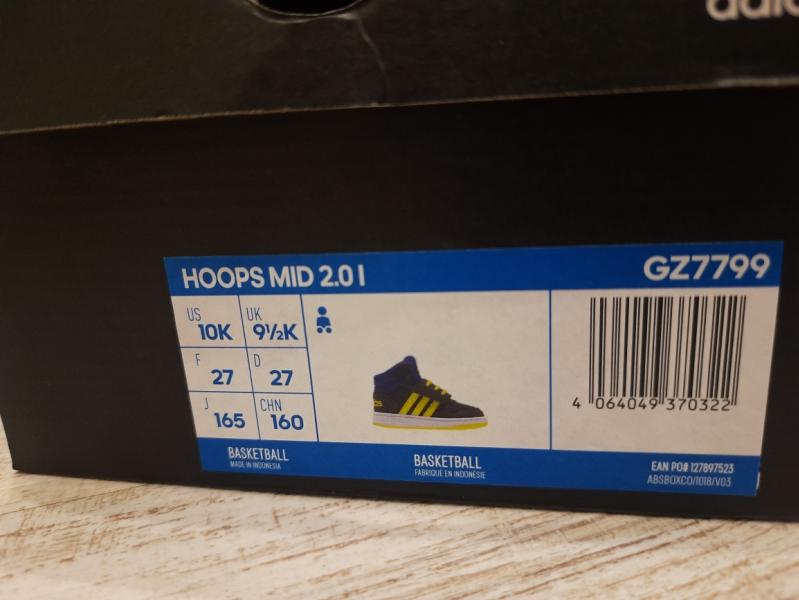 HOOPS MID 2.0 I
GZ7799
US
10K
UK
9½K
F
27
D
27
J
165
CHN
160
4 064049 370322
BASKETBALL
MADE IN INDONESIA
BASKETBALL
FABRIQUE EN INDONÉSIE
EAN PO# 127897523
ABSBOXCO/1018/V03